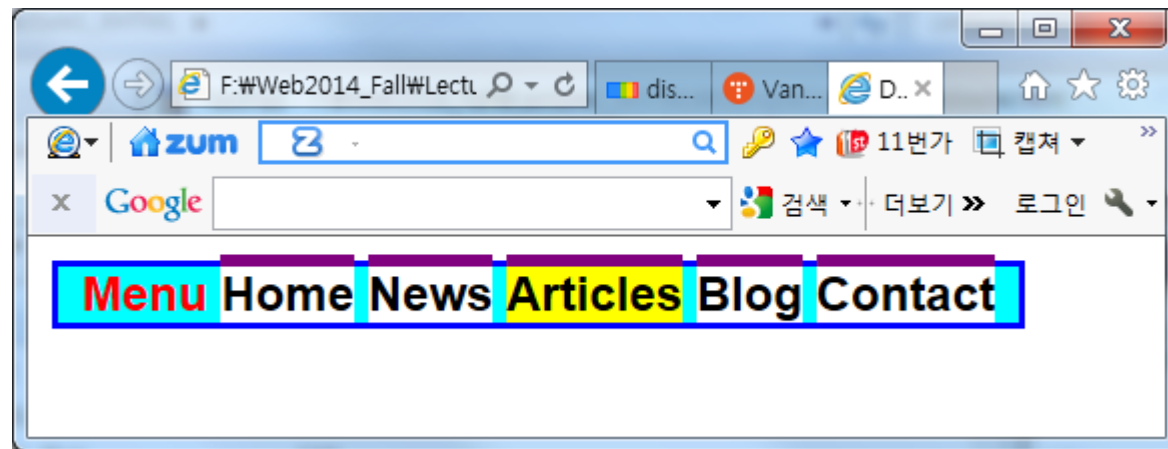 F:₩Web2014_Fall₩Lectu dis... Van... D.. x
zum 11번가 캡쳐
x Google 검색 더보기 로그인
Menu Home News Articles Blog Contact